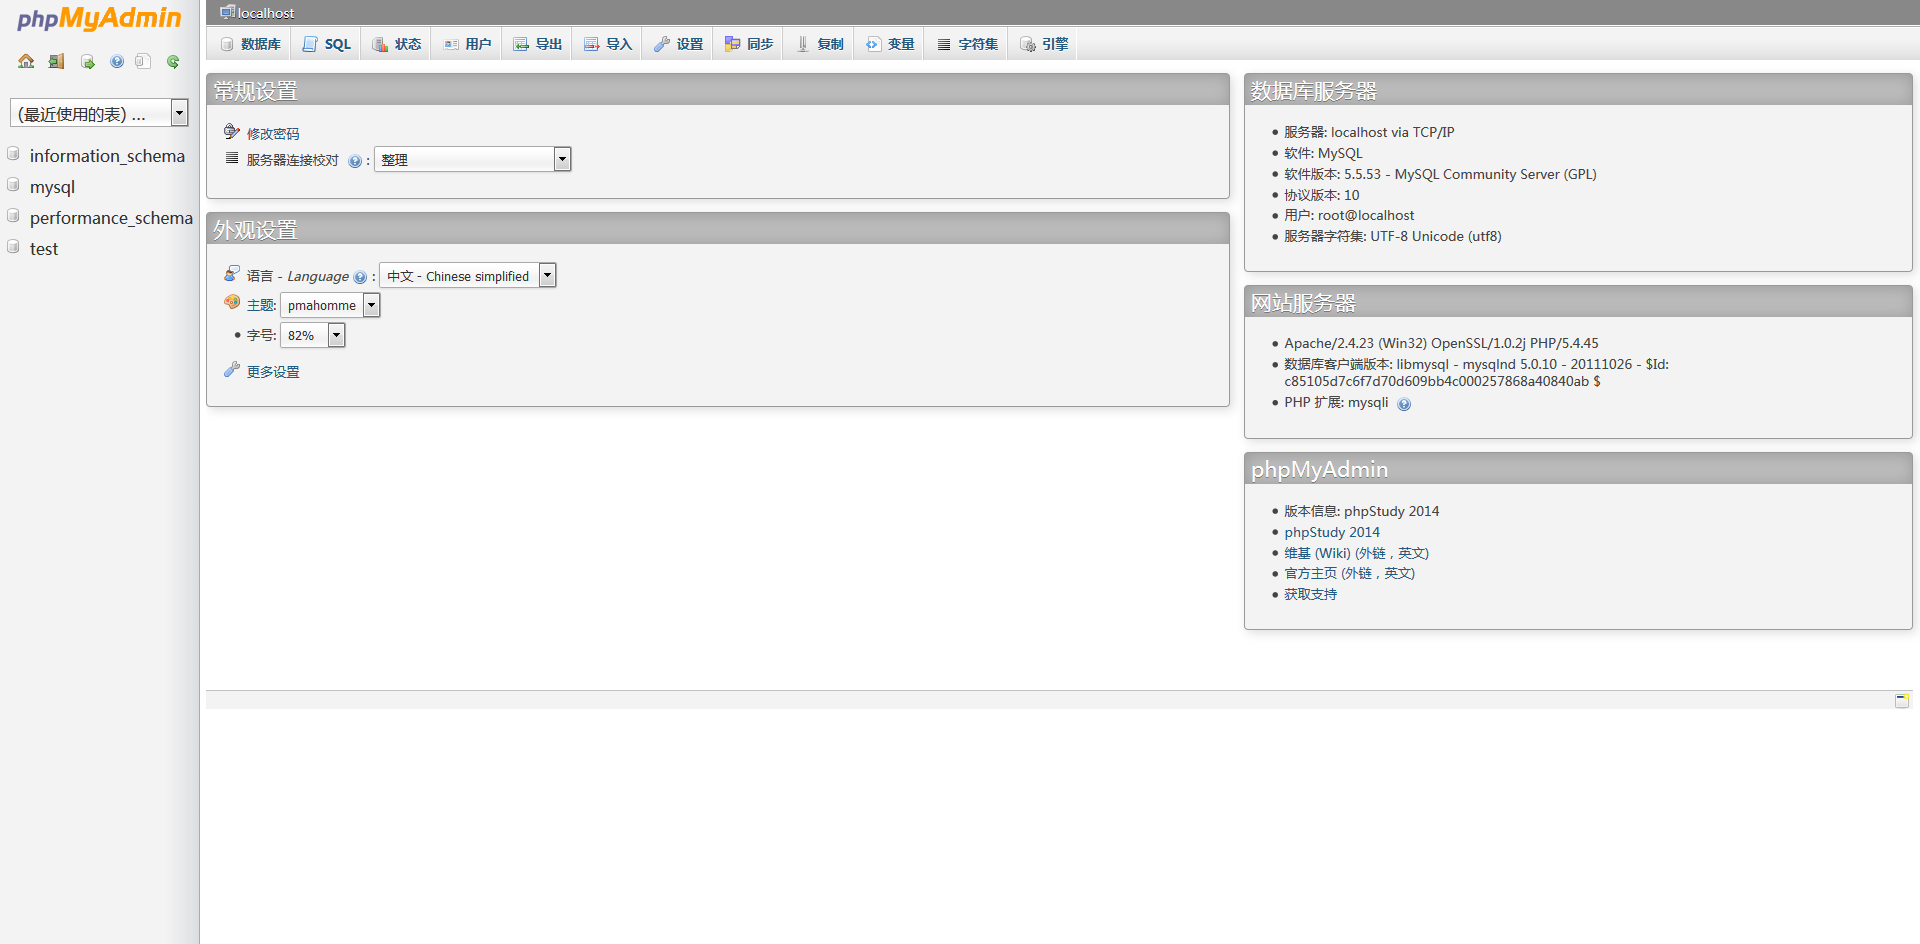 phpMyAdmin
(最近使用的表) ...
information_schema
mysql
performance_schema
test
localhost
数据库 SQL 状态 用户 导出 导入 设置 同步 复制 变量 字符集 引擎
常规设置
修改密码
服务器连接校对 : 整理
外观设置
语言 - Language : 中文 - Chinese simplified
主题: pmahomme
字号: 82%
更多设置
数据库服务器
服务器: localhost via TCP/IP
软件: MySQL
软件版本: 5.5.53 - MySQL Community Server (GPL)
协议版本: 10
用户: root@localhost
服务器字符集: UTF-8 Unicode (utf8)
网站服务器
Apache/2.4.23 (Win32) OpenSSL/1.0.2j PHP/5.4.45
数据库客户端版本: libmysql - mysqlnd 5.0.10 - 20111026 - $Id:
c85105d7c6f7d70d609bb4c000257868a40840ab $
PHP 扩展: mysqli
phpMyAdmin
版本信息: phpStudy 2014
phpStudy 2014
维基 (Wiki) (外链，英文)
官方主页 (外链，英文)
获取支持